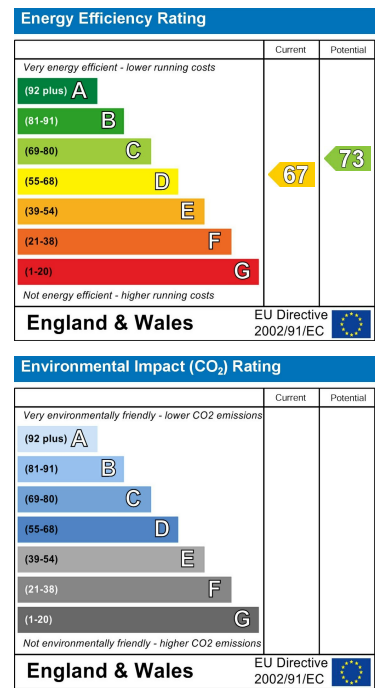 Energy Efficiency Rating
Current Potential
Very energy efficient - lower running costs
(92 plus) A
(81-91) B
(69-80) C
(55-68) D
(39-54) E
(21-38) F
(1-20) G
67
73
Not energy efficient - higher running costs
England & Wales
EU Directive
2002/91/EC
Environmental Impact (CO₂) Rating
Current Potential
Very environmentally friendly - lower CO2 emissions
(92 plus) A
(81-91) B
(69-80) C
(55-68) D
(39-54) E
(21-38) F
(1-20) G
Not environmentally friendly - higher CO2 emissions
England & Wales
EU Directive
2002/91/EC